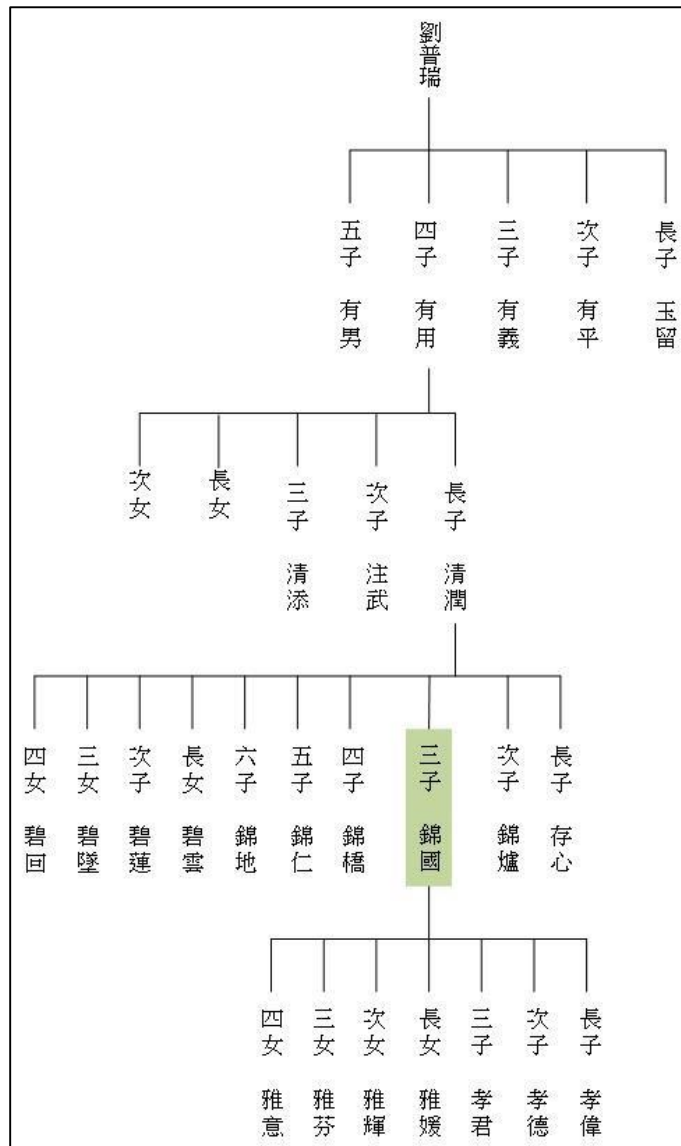 劉普瑞
長子 玉留
次子 有平
三子 有義
四子 有用
五子 有男
長子 清潤
次子 注武
三子 清添
長女
次女
長子 存心
次子 錦爐
三子 錦國
四子 錦橋
五子 錦仁
六子 錦地
長女 碧雲
次子 碧蓮
三女 碧墜
四女 碧回
長子 孝偉
次子 孝德
三子 孝君
長女 雅媛
次女 雅輝
三女 雅芬
四女 雅意